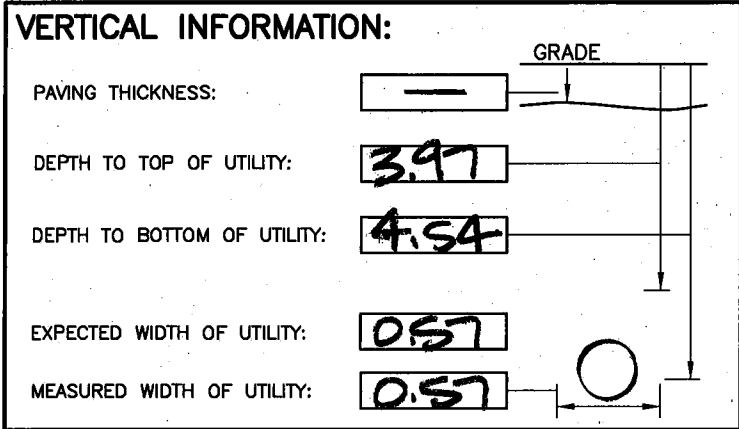 VERTICAL INFORMATION:
GRADE
PAVING THICKNESS: —
DEPTH TO TOP OF UTILITY: 3.97
DEPTH TO BOTTOM OF UTILITY: 4.54
EXPECTED WIDTH OF UTILITY: 0.57
MEASURED WIDTH OF UTILITY: 0.57